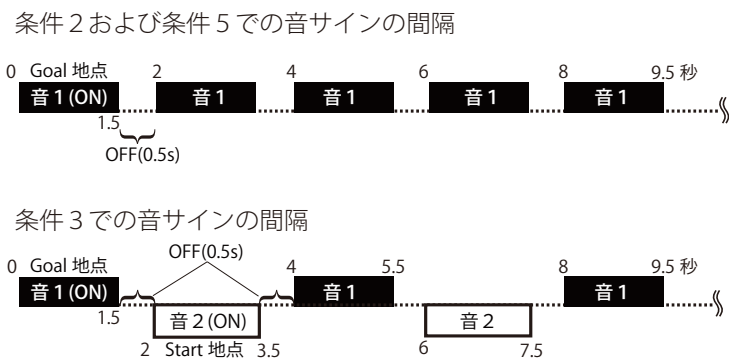 条件２および条件５での音サインの間隔
0 Goal 地点 2 4 6 8 9.5 秒
音１(ON) 音１ 音１ 音１ 音１
1.5
OFF(0.5s)
条件３での音サインの間隔
OFF(0.5s)
0 Goal 地点 4 5.5 8 9.5 秒
音１(ON) 音１ 音１
1.5 音２(ON) 音２
2 Start 地点 3.5 6 7.5